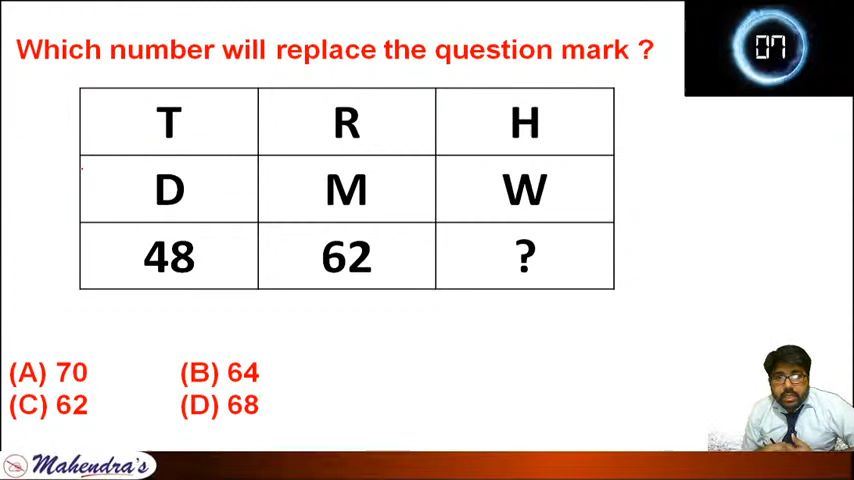 Which number will replace the question mark ?
07
T R H
D M W
48 62 ?
(A) 70 (B) 64
(C) 62 (D) 68
Mahendra's